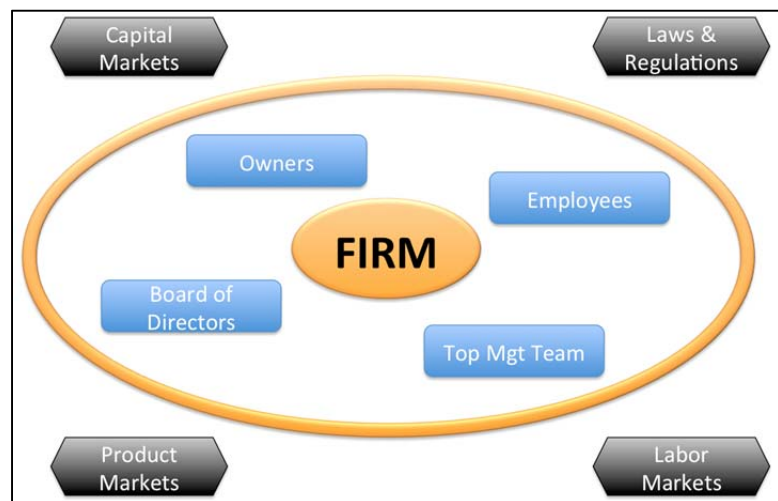 Capital
Markets
Laws &
Regulations
Owners
Employees
FIRM
Board of
Directors
Top Mgt Team
Product
Markets
Labor
Markets